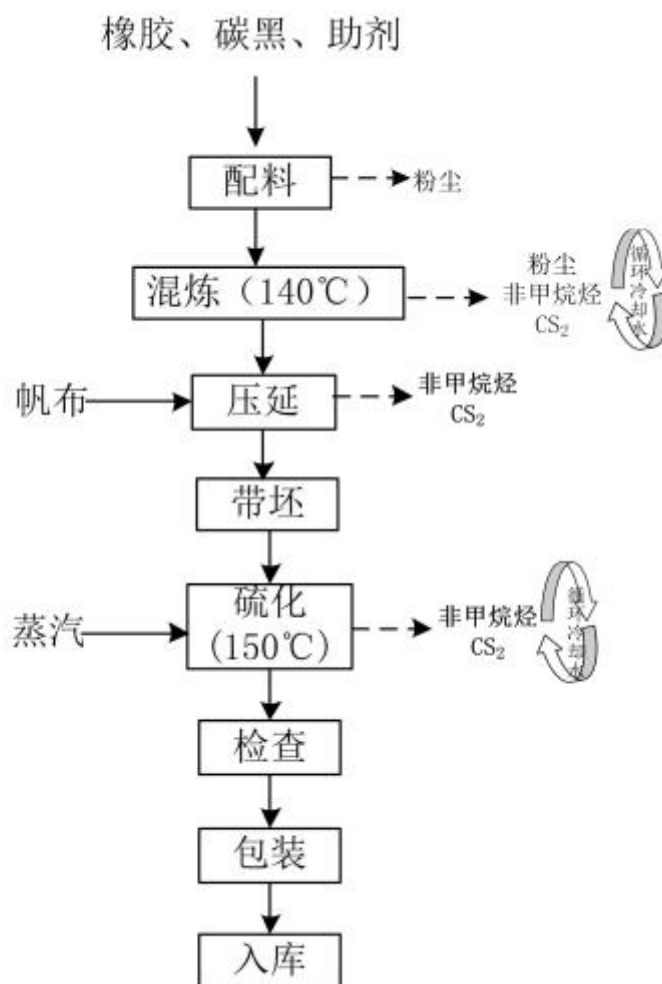 橡胶、碳黑、助剂
配料
粉尘
混炼（140℃）
粉尘
非甲烷烃
CS₂
循环冷却水
帆布
压延
非甲烷烃
CS₂
带坯
蒸汽
硫化
(150℃)
非甲烷烃
CS₂
循环冷却水
检查
包装
入库